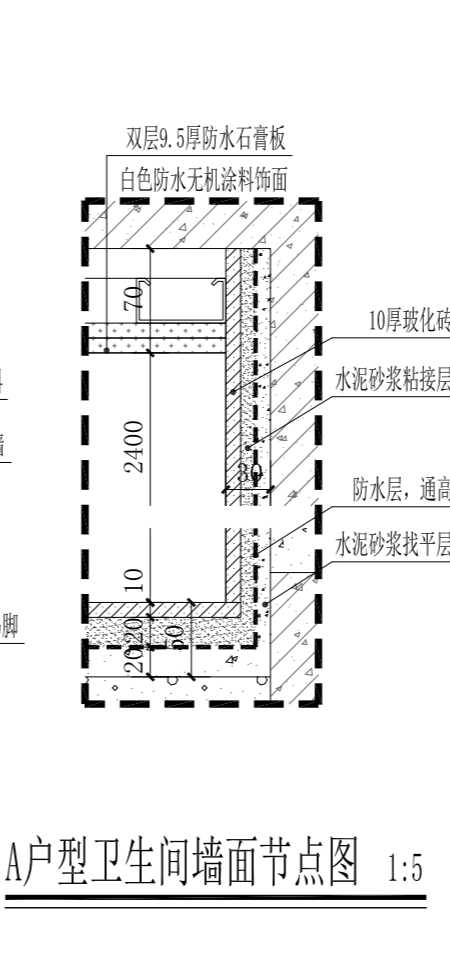 双层9.5厚防水石膏板
白色防水无机涂料饰面
70
10厚玻化砖
水泥砂浆粘接层
2400
30
防水层，通高
水泥砂浆找平层
10
20
50
20
脚
A户型卫生间墙面节点图 1:5